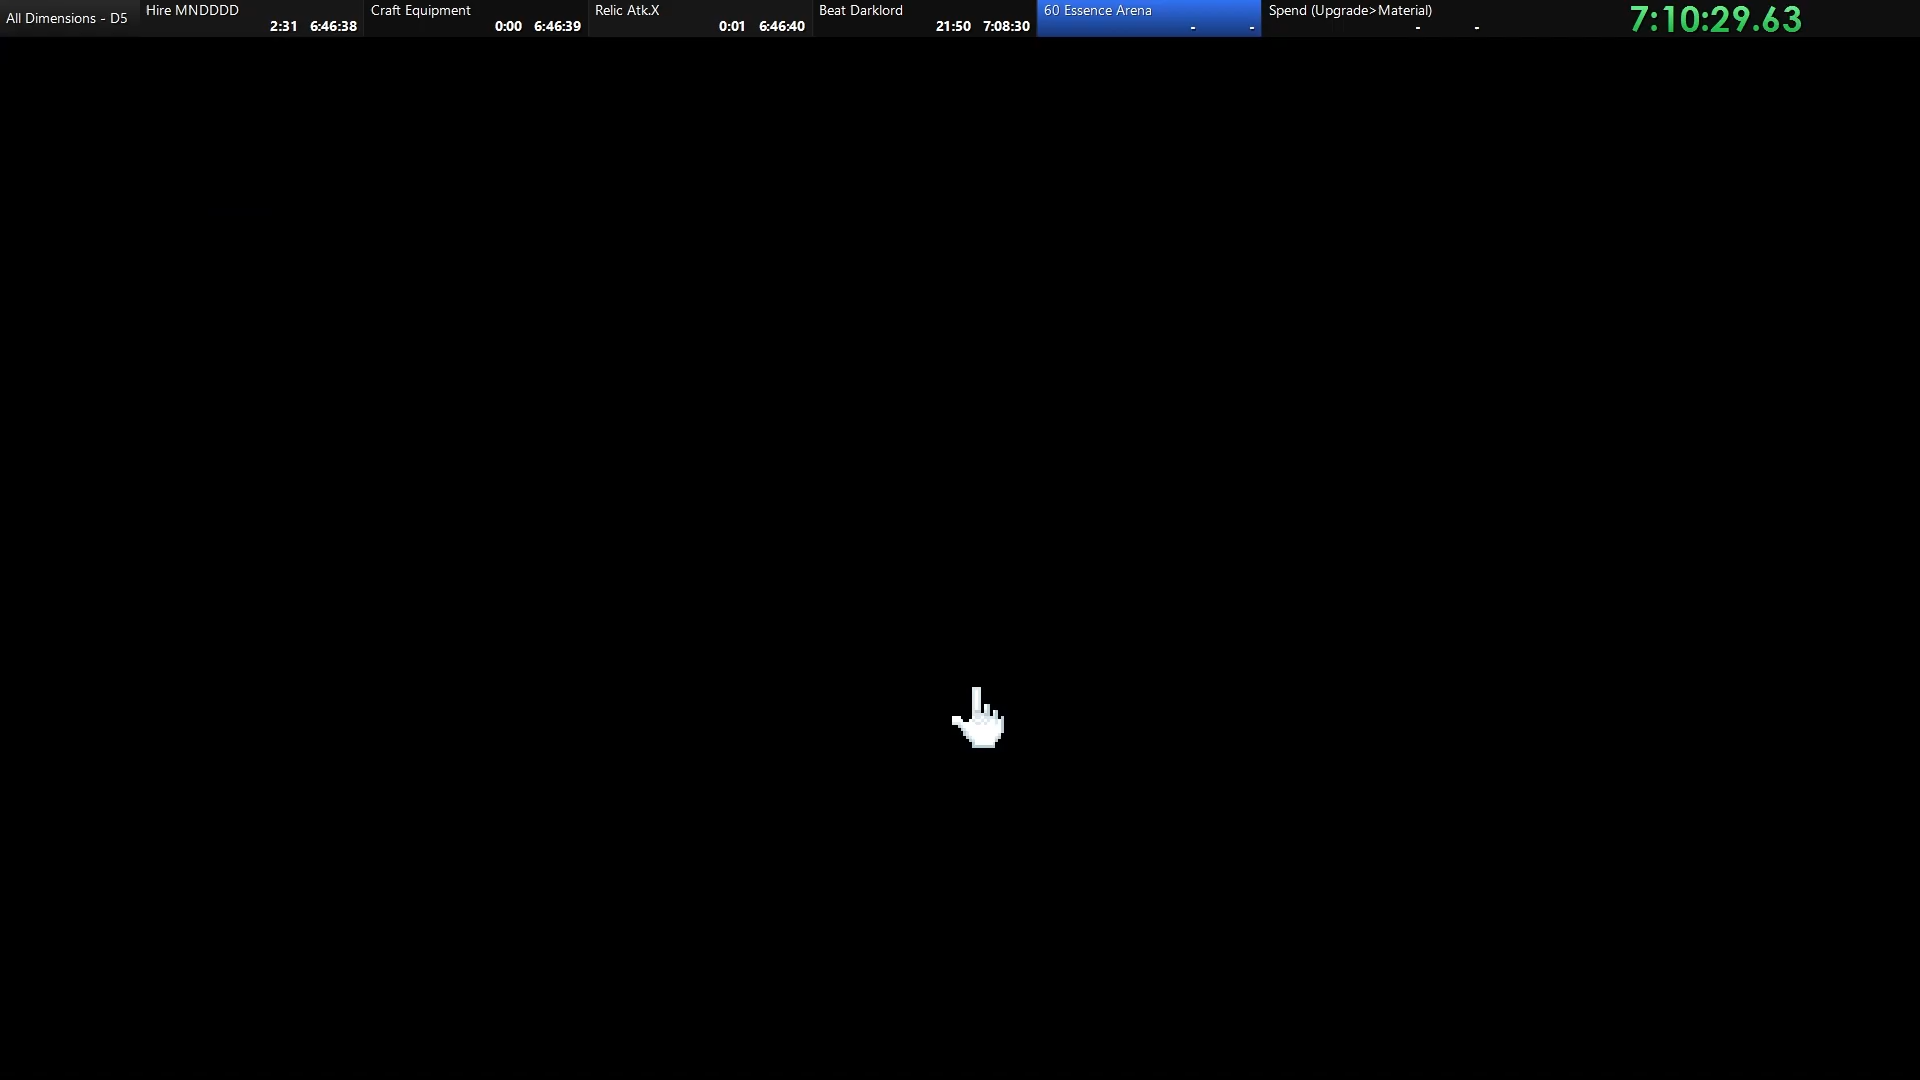 All Dimensions - D5
Hire MNDDDD
2:31 6:46:38
Craft Equipment
0:00 6:46:39
Relic Atk.X
0:01 6:46:40
Beat Darklord
21:50 7:08:30
60 Essence Arena
- -
Spend (Upgrade>Material)
- -
7:10:29.63